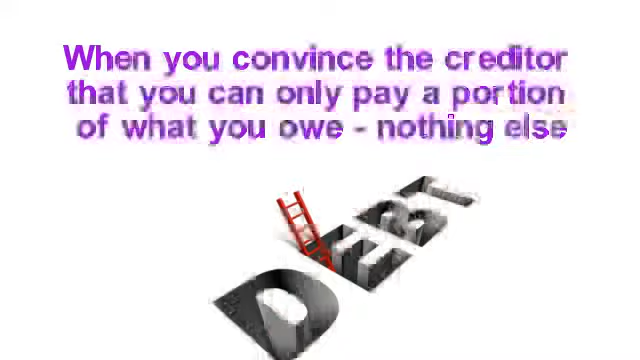 When you convince the creditor
that you can only pay a portion
of what you owe - nothing else
DEBT